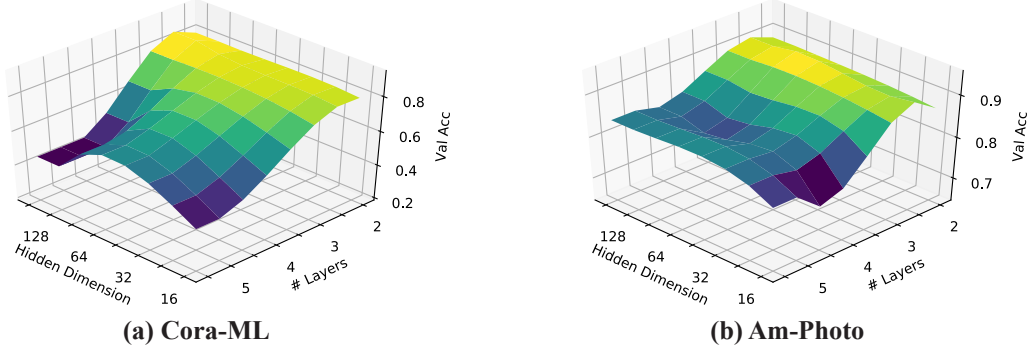 0.8
0.6
0.4
0.2
Val Acc
128
64
32
16
Hidden Dimension
5
4
3
2
# Layers
(a) Cora-ML
0.9
0.8
0.7
Val Acc
128
64
32
16
Hidden Dimension
5
4
3
2
# Layers
(b) Am-Photo